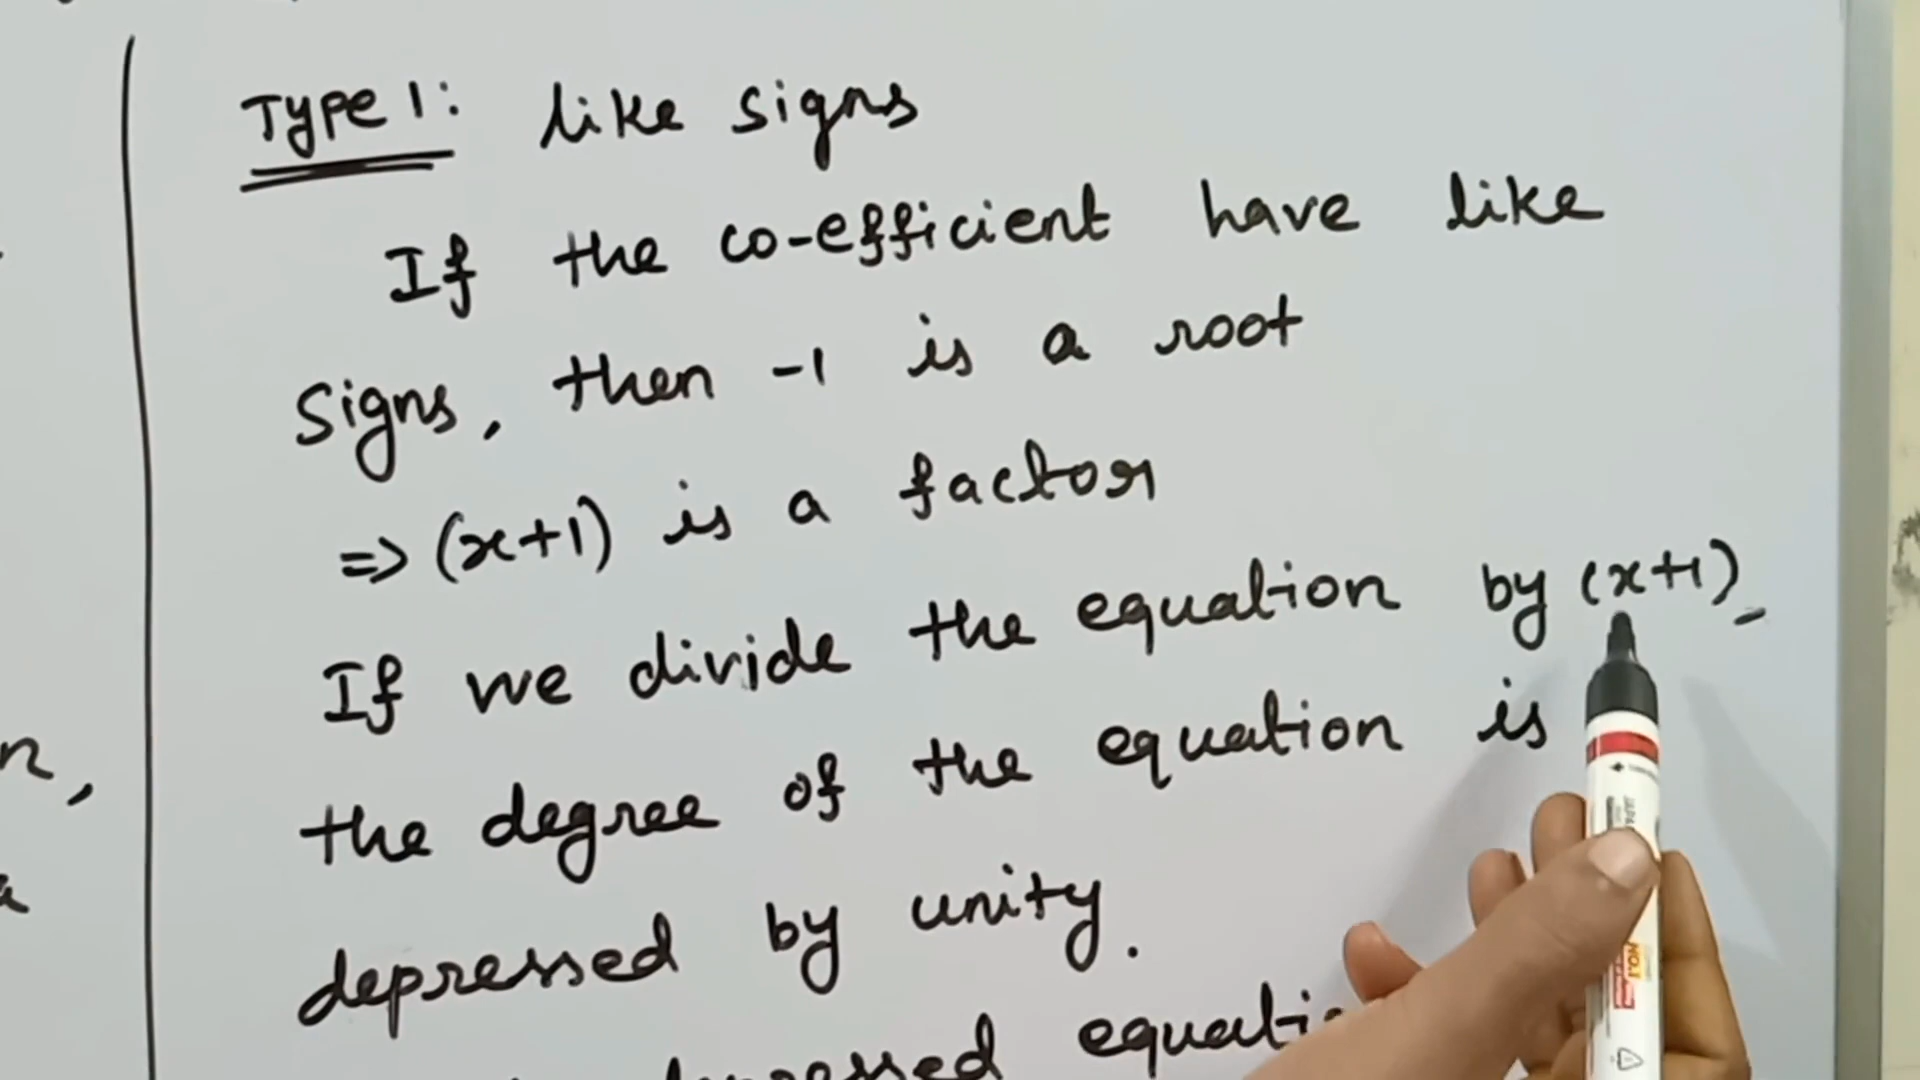 Type 1: like signs
If the co-efficient have like
Signs, then -1 is a root
=> (x+1) is a factor
If we divide the equation by (x+1)
the degree of the equation is
depressed by unity.
n,